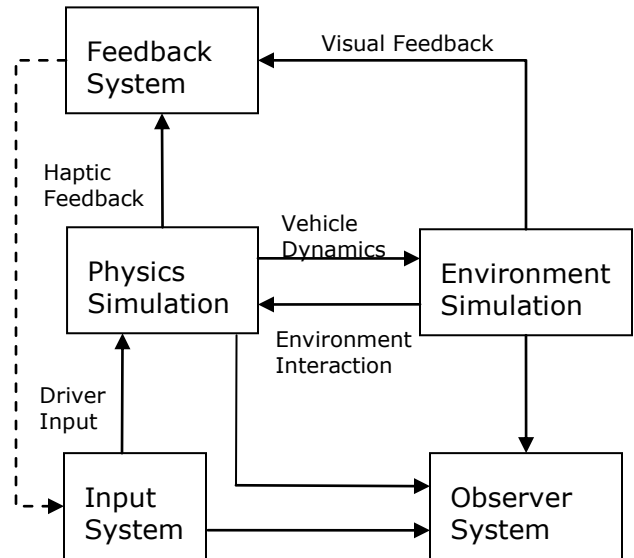 Feedback
System
Visual Feedback
Haptic
Feedback
Vehicle
Dynamics
Physics
Simulation
Environment
Simulation
Environment
Interaction
Driver
Input
Input
System
Observer
System